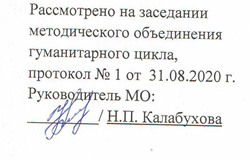 Рассмотрено на заседании
методического объединения
гуманитарного цикла,
протокол № 1 от 31.08.2020 г.
Руководитель МО:
/ Н.П. Калабухова